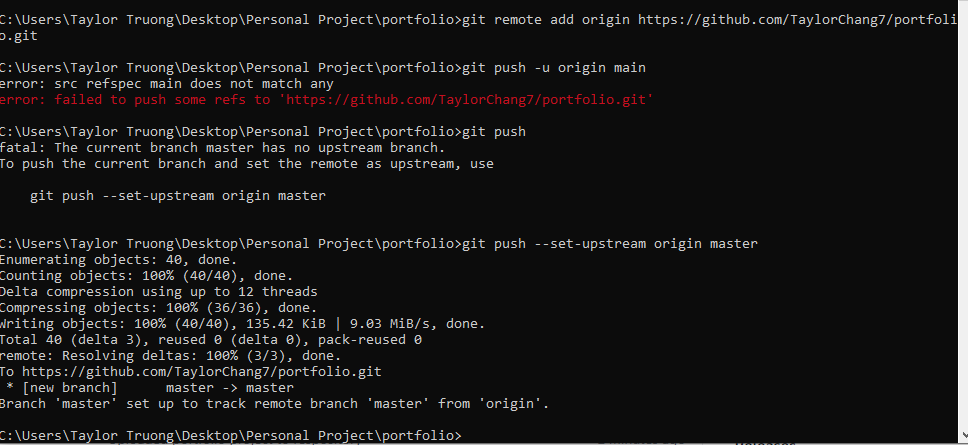 C:\Users\Taylor Truong\Desktop\Personal Project\portfolio>git remote add origin https://github.com/TaylorChang7/portfoli
o.git
C:\Users\Taylor Truong\Desktop\Personal Project\portfolio>git push -u origin main
error: src refspec main does not match any
error: failed to push some refs to 'https://github.com/TaylorChang7/portfolio.git'
C:\Users\Taylor Truong\Desktop\Personal Project\portfolio>git push
fatal: The current branch master has no upstream branch.
To push the current branch and set the remote as upstream, use
git push --set-upstream origin master
C:\Users\Taylor Truong\Desktop\Personal Project\portfolio>git push --set-upstream origin master
Enumerating objects: 40, done.
Counting objects: 100% (40/40), done.
Delta compression using up to 12 threads
Compressing objects: 100% (36/36), done.
Writing objects: 100% (40/40), 135.42 KiB | 9.03 MiB/s, done.
Total 40 (delta 3), reused 0 (delta 0), pack-reused 0
remote: Resolving deltas: 100% (3/3), done.
To https://github.com/TaylorChang7/portfolio.git
* [new branch]      master -> master
Branch 'master' set up to track remote branch 'master' from 'origin'.
C:\Users\Taylor Truong\Desktop\Personal Project\portfolio>